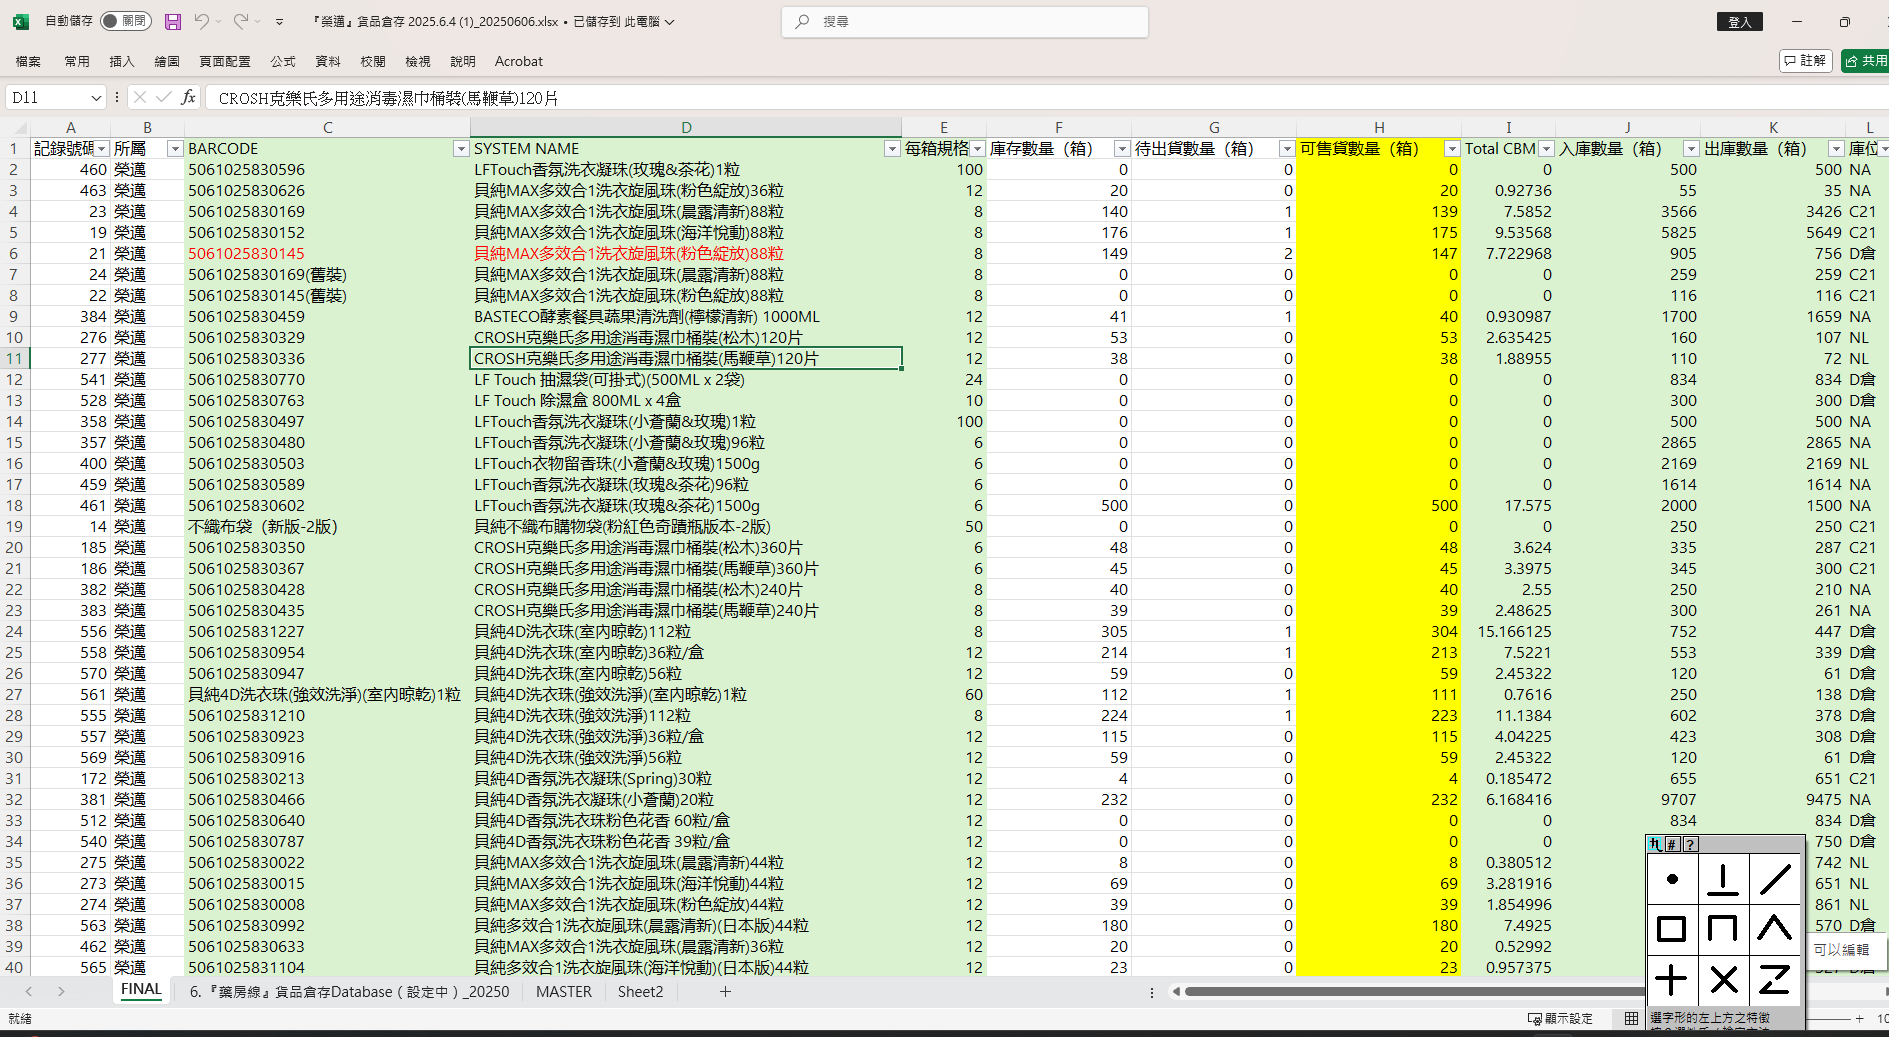 自動儲存 關閉 『榮邁』貨品倉存 2025.6.4 (1)_20250606.xlsx • 已儲存到 此電腦 搜尋 登入
檔案 常用 插入 繪圖 頁面配置 公式 資料 校閱 檢視 說明 Acrobat 註解 共用
D11 fx CROSH克樂氏多用途消毒濕巾桶裝(馬鞭草)120片
A B C D E F G H I J K L
1 記錄號碼 所屬 BARCODE SYSTEM NAME 每箱規格 庫存數量（箱） 待出貨數量（箱） 可售貨數量（箱） Total CBM 入庫數量（箱） 出庫數量（箱） 庫位
2 460 榮邁 5061025830596 LFTouch香氛洗衣凝珠(玫瑰&茶花)1粒 100 0 0 0 0 500 500 NA
3 463 榮邁 5061025830626 貝純MAX多效合1洗衣旋風珠(粉色綻放)36粒 12 20 0 20 0.92736 55 35 NA
4 23 榮邁 5061025830169 貝純MAX多效合1洗衣旋風珠(晨露清新)88粒 8 140 1 139 7.5852 3566 3426 C21
5 19 榮邁 5061025830152 貝純MAX多效合1洗衣旋風珠(海洋悅動)88粒 8 176 1 175 9.53568 5825 5649 C21
6 21 榮邁 5061025830145 貝純MAX多效合1洗衣旋風珠(粉色綻放)88粒 8 149 2 147 7.722968 905 756 D倉
7 24 榮邁 5061025830169(舊裝) 貝純MAX多效合1洗衣旋風珠(晨露清新)88粒 8 0 0 0 0 259 259 C21
8 22 榮邁 5061025830145(舊裝) 貝純MAX多效合1洗衣旋風珠(粉色綻放)88粒 8 0 0 0 0 116 116 C21
9 384 榮邁 5061025830459 BASTECO酵素餐具蔬果清洗劑(檸檬清新) 1000ML 12 41 1 40 0.930987 1700 1659 NA
10 276 榮邁 5061025830329 CROSH克樂氏多用途消毒濕巾桶裝(松木)120片 12 53 0 53 2.635425 160 107 NL
11 277 榮邁 5061025830336 CROSH克樂氏多用途消毒濕巾桶裝(馬鞭草)120片 12 38 0 38 1.88955 110 72 NL
12 541 榮邁 5061025830770 LF Touch 抽濕袋(可掛式)(500ML x 2袋) 24 0 0 0 0 834 834 D倉
13 528 榮邁 5061025830763 LF Touch 除濕盒 800ML x 4盒 10 0 0 0 0 300 300 D倉
14 358 榮邁 5061025830497 LFTouch香氛洗衣凝珠(小蒼蘭&玫瑰)1粒 100 0 0 0 0 500 500 NA
15 357 榮邁 5061025830480 LFTouch香氛洗衣凝珠(小蒼蘭&玫瑰)96粒 6 0 0 0 0 2865 2865 NA
16 400 榮邁 5061025830503 LFTouch衣物留香珠(小蒼蘭&玫瑰)1500g 6 0 0 0 0 2169 2169 NL
17 459 榮邁 5061025830589 LFTouch香氛洗衣凝珠(玫瑰&茶花)96粒 6 0 0 0 0 1614 1614 NA
18 461 榮邁 5061025830602 LFTouch香氛洗衣凝珠(玫瑰&茶花)1500g 6 500 0 500 17.575 2000 1500 NA
19 14 榮邁 不織布袋（新版-2版） 貝純不織布購物袋(粉紅色奇蹟瓶版本-2版) 50 0 0 0 0 250 250 C21
20 185 榮邁 5061025830350 CROSH克樂氏多用途消毒濕巾桶裝(松木)360片 6 48 0 48 3.624 335 287 C21
21 186 榮邁 5061025830367 CROSH克樂氏多用途消毒濕巾桶裝(馬鞭草)360片 6 45 0 45 3.3975 345 300 C21
22 382 榮邁 5061025830428 CROSH克樂氏多用途消毒濕巾桶裝(松木)240片 8 40 0 40 2.55 250 210 NA
23 383 榮邁 5061025830435 CROSH克樂氏多用途消毒濕巾桶裝(馬鞭草)240片 8 39 0 39 2.48625 300 261 NA
24 556 榮邁 5061025831227 貝純4D洗衣珠(室內晾乾)112粒 8 305 1 304 15.166125 752 447 D倉
25 558 榮邁 5061025830954 貝純4D洗衣珠(室內晾乾)36粒/盒 12 214 1 213 7.5221 553 339 D倉
26 570 榮邁 5061025830947 貝純4D洗衣珠(室內晾乾)56粒 12 59 0 59 2.45322 120 61 D倉
27 561 榮邁 貝純4D洗衣珠(強效洗淨)(室內晾乾)1粒 貝純4D洗衣珠(強效洗淨)(室內晾乾)1粒 60 112 1 111 0.7616 250 138 D倉
28 555 榮邁 5061025831210 貝純4D洗衣珠(強效洗淨)112粒 8 224 1 223 11.1384 602 378 D倉
29 557 榮邁 5061025830923 貝純4D洗衣珠(強效洗淨)36粒/盒 12 115 0 115 4.04225 423 308 D倉
30 569 榮邁 5061025830916 貝純4D洗衣珠(強效洗淨)56粒 12 59 0 59 2.45322 120 61 D倉
31 172 榮邁 5061025830213 貝純4D香氛洗衣凝珠(Spring)30粒 12 4 0 4 0.185472 655 651 C21
32 381 榮邁 5061025830466 貝純4D香氛洗衣凝珠(小蒼蘭)20粒 12 232 0 232 6.168416 9707 9475 NA
33 512 榮邁 5061025830640 貝純4D香氛洗衣珠粉色花香 60粒/盒 12 0 0 0 0 834 834 D倉
34 540 榮邁 5061025830787 貝純4D香氛洗衣珠粉色花香 39粒/盒 12 0 0 0 0 750 D倉
35 275 榮邁 5061025830022 貝純MAX多效合1洗衣旋風珠(晨露清新)44粒 12 8 0 8 0.380512 742 NL
36 273 榮邁 5061025830015 貝純MAX多效合1洗衣旋風珠(海洋悅動)44粒 12 69 0 69 3.281916 651 NL
37 274 榮邁 5061025830008 貝純MAX多效合1洗衣旋風珠(粉色綻放)44粒 12 39 0 39 1.854996 861 NL
38 563 榮邁 5061025830992 貝純多效合1洗衣旋風珠(晨露清新)(日本版)44粒 12 180 0 180 7.4925 570 D倉
39 462 榮邁 5061025830633 貝純MAX多效合1洗衣旋風珠(晨露清新)36粒 12 20 0 20 0.52992
40 565 榮邁 5061025831104 貝純多效合1洗衣旋風珠(海洋悅動)(日本版)44粒 12 23 0 23 0.957375
九 # ?
可以編輯
FINAL 6.『藥房線』貨品倉存Database（設定中）_20250 MASTER Sheet2
就緒 顯示設定
選字形的左上方之特徵